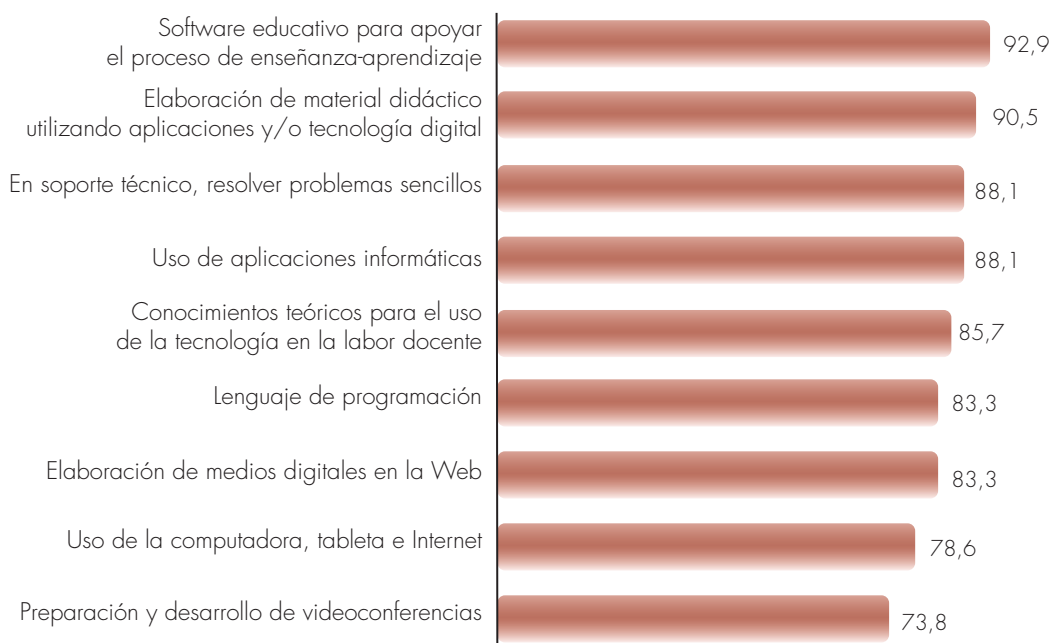 Software educativo para apoyar
el proceso de enseñanza-aprendizaje
92,9
Elaboración de material didáctico
utilizando aplicaciones y/o tecnología digital
90,5
En soporte técnico, resolver problemas sencillos
88,1
Uso de aplicaciones informáticas
88,1
Conocimientos teóricos para el uso
de la tecnología en la labor docente
85,7
Lenguaje de programación
83,3
Elaboración de medios digitales en la Web
83,3
Uso de la computadora, tableta e Internet
78,6
Preparación y desarrollo de videoconferencias
73,8